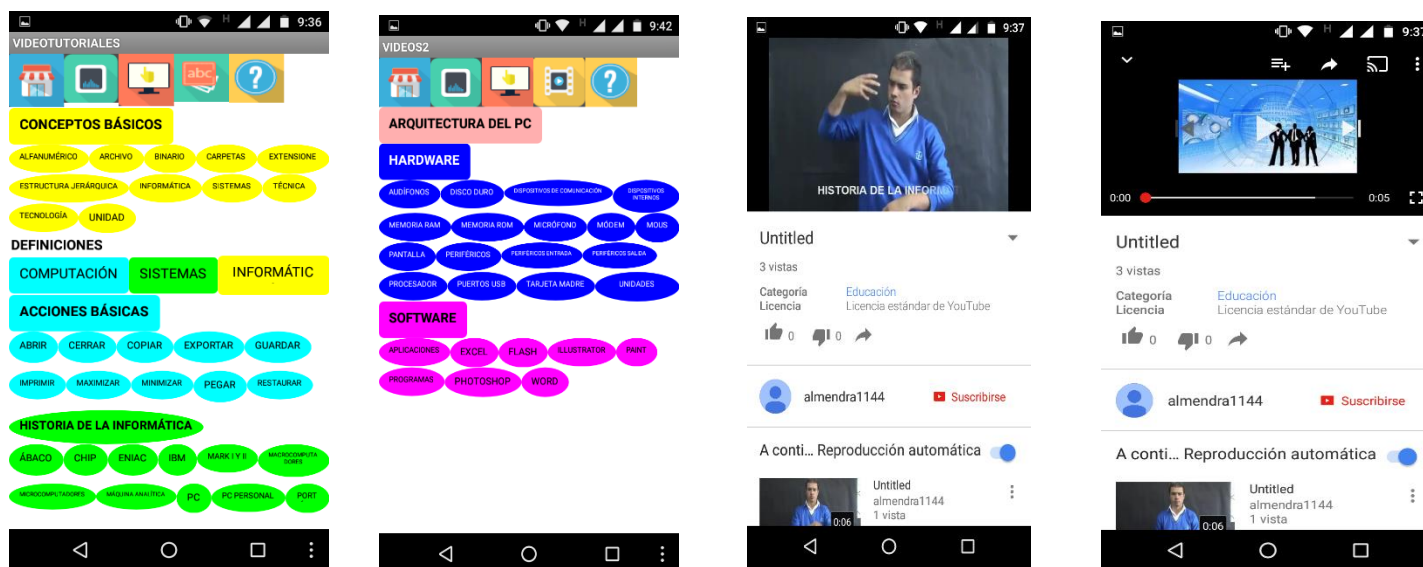 9:36
VIDEOTUTORIALES
abc
?
CONCEPTOS BÁSICOS
ALFANUMÉRICO ARCHIVO BINARIO CARPETAS EXTENSIONE
ESTRUCTURA JERÁRQUICA INFORMÁTICA SISTEMAS TÉCNICA
TECNOLOGÍA UNIDAD
DEFINICIONES
COMPUTACIÓN SISTEMAS INFORMÁTIC
ACCIONES BÁSICAS
ABRIR CERRAR COPIAR EXPORTAR GUARDAR
IMPRIMIR MAXIMIZAR MINIMIZAR PEGAR RESTAURAR
HISTORIA DE LA INFORMÁTICA
ÁBACO CHIP ENIAC IBM MARK I Y II MACROCOMPUTA
DORES
MICROCOMPUTADORES MÁQUINA ANALÍTICA PC PC PERSONAL PORT
H 9:42
VIDEOS2
?
ARQUITECTURA DEL PC
HARDWARE
AUDÍFONOS DISCO DURO DISPOSITIVOS DE COMUNICACIÓN DISPOSITIVOS
INTERNOS
MEMORIA RAM MEMORIA ROM MICRÓFONO MÓDEM MOUS
PANTALLA PERIFÉRICOS PERIFÉRICOS ENTRADA PERIFÉRICOS SALIDA
PROCESADOR PUERTOS USB TARJETA MADRE UNIDADES
SOFTWARE
APLICACIONES EXCEL FLASH ILLUSTRATOR PAINT
PROGRAMAS PHOTOSHOP WORD
H 9:37
HISTORIA DE LA INFORMÁT
Untitled
3 vistas
Categoría Educación
Licencia Licencia estándar de YouTube
0 0
almendra1144 Suscribirse
A conti... Reproducción automática
Untitled
almendra1144
1 vista
0:06
H 9:37
0:00 0:05
Untitled
3 vistas
Categoría Educación
Licencia Licencia estándar de YouTube
0 0
almendra1144 Suscribirse
A conti... Reproducción automática
Untitled
almendra1144
1 vista
0:06